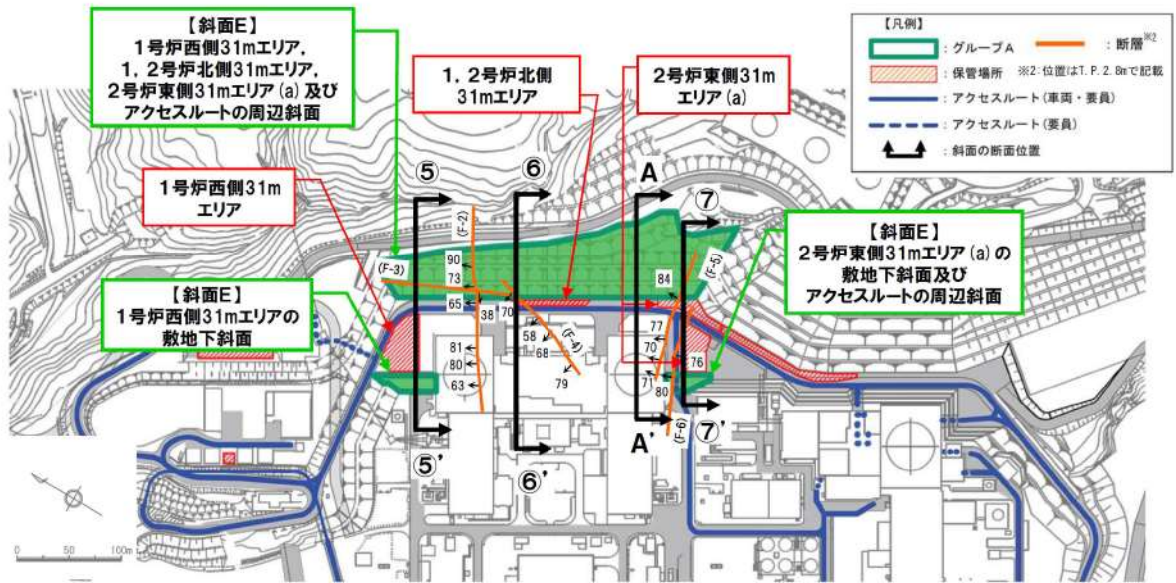 【斜面E】
1号炉西側31mエリア,
1,2号炉北側31mエリア,
2号炉東側31mエリア(a)及び
アクセスルートの周辺斜面
1,2号炉北側
31mエリア
2号炉東側31m
エリア(a)
【凡例】
:グループA
:断層※2
:保管場所
※2:位置はT.P.2.8mで記載
:アクセスルート(車両・要員)
:アクセスルート(要員)
:斜面の断面位置
1号炉西側31m
エリア
【斜面E】
1号炉西側31mエリアの
敷地下斜面
【斜面E】
2号炉東側31mエリア(a)の
敷地下斜面及び
アクセスルートの周辺斜面
⑤
⑥
A
⑦
(F-2)
(F-3)
(F-5)
90
73
84
65
38
70
(F-4)
58
68
77
70
81
80
63
79
76
71
80
(F-6)
⑤'
⑥'
A'
⑦'
0 50 100m